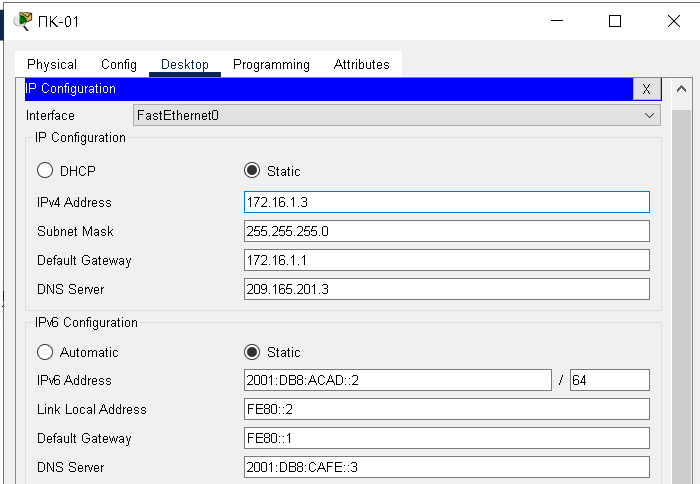 ПК-01
Physical Config Desktop Programming Attributes
IP Configuration X
Interface FastEthernet0
IP Configuration
DHCP Static
IPv4 Address 172.16.1.3
Subnet Mask 255.255.255.0
Default Gateway 172.16.1.1
DNS Server 209.165.201.3
IPv6 Configuration
Automatic Static
IPv6 Address 2001:DB8:ACAD::2 / 64
Link Local Address FE80::2
Default Gateway FE80::1
DNS Server 2001:DB8:CAFE::3